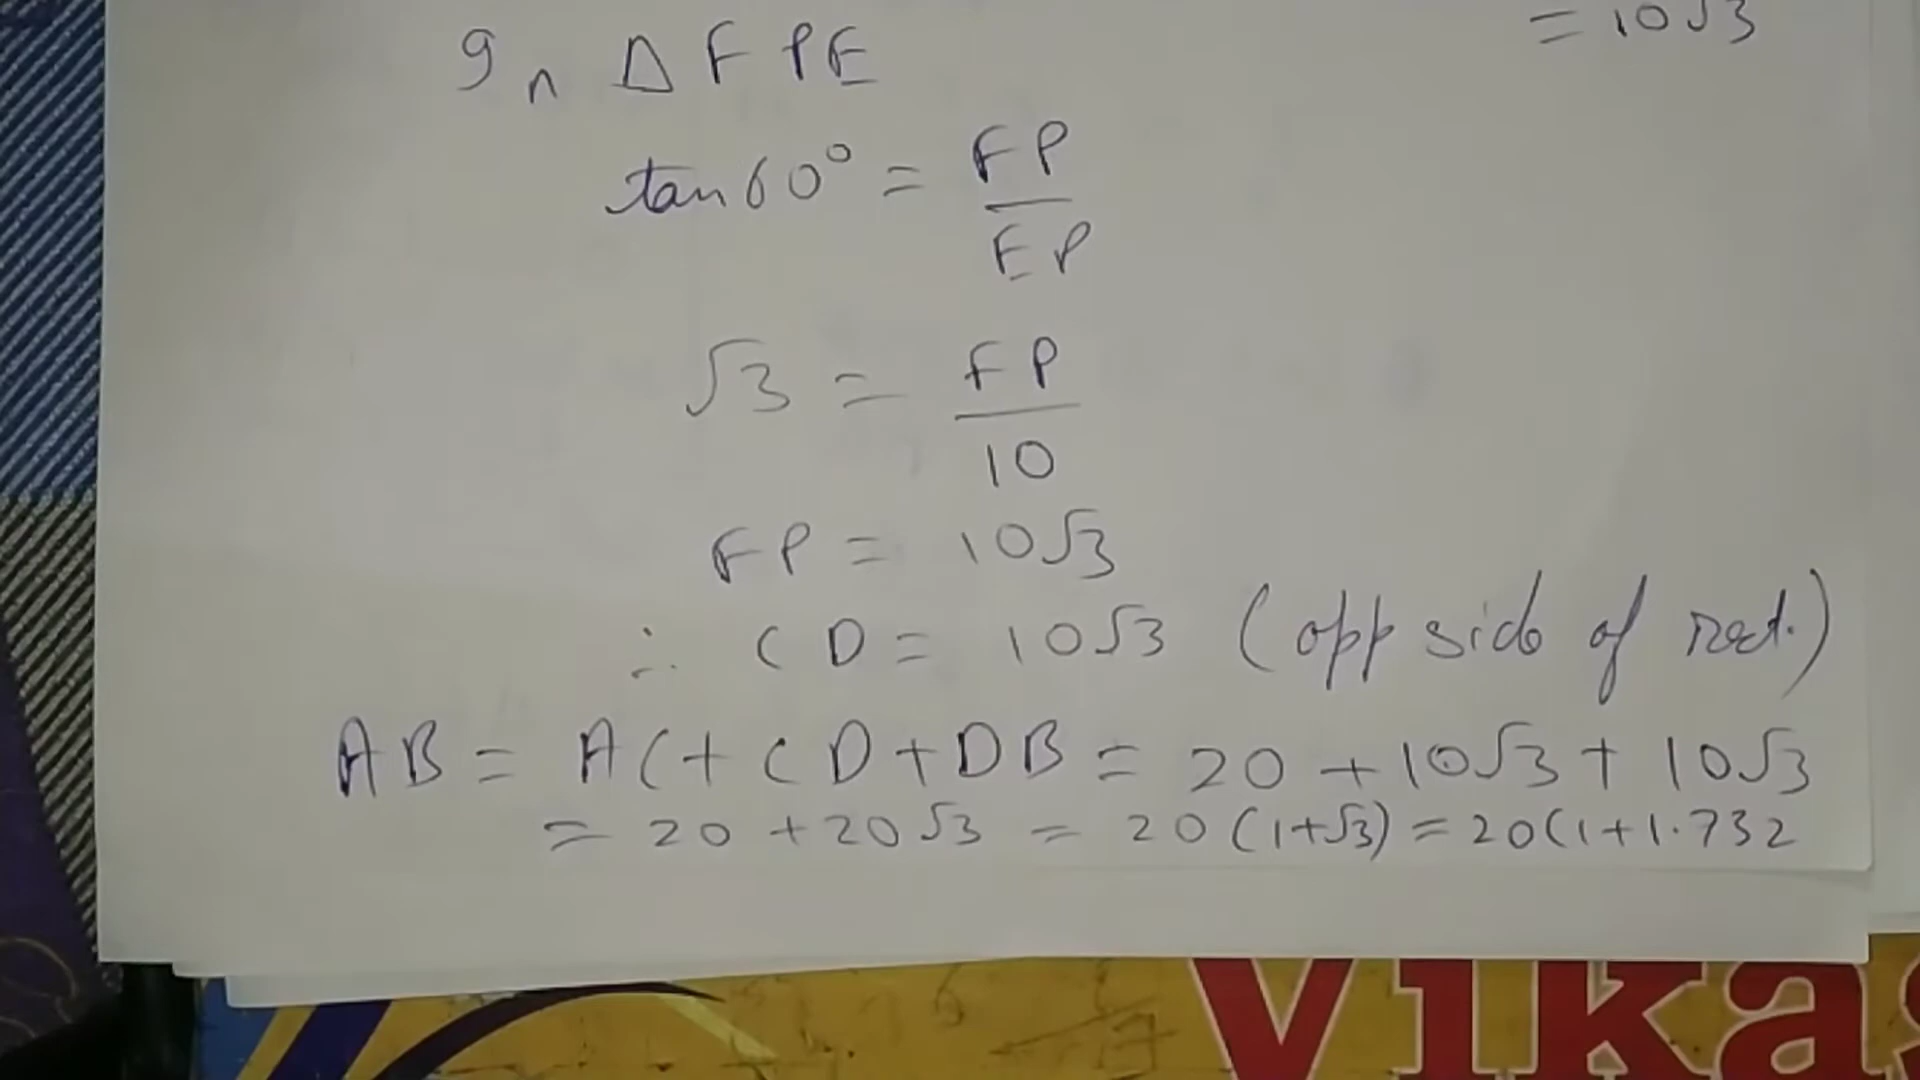 = 10√3
In Δ FPE
tan 60° = FP/EP
√3 = FP/10
FP = 10√3
∴ CD = 10√3 (opp side of rect.)
AB = AC + CD + DB = 20 + 10√3 + 10√3
= 20 + 20√3 = 20(1+√3) = 20(1+1.732
Vikas